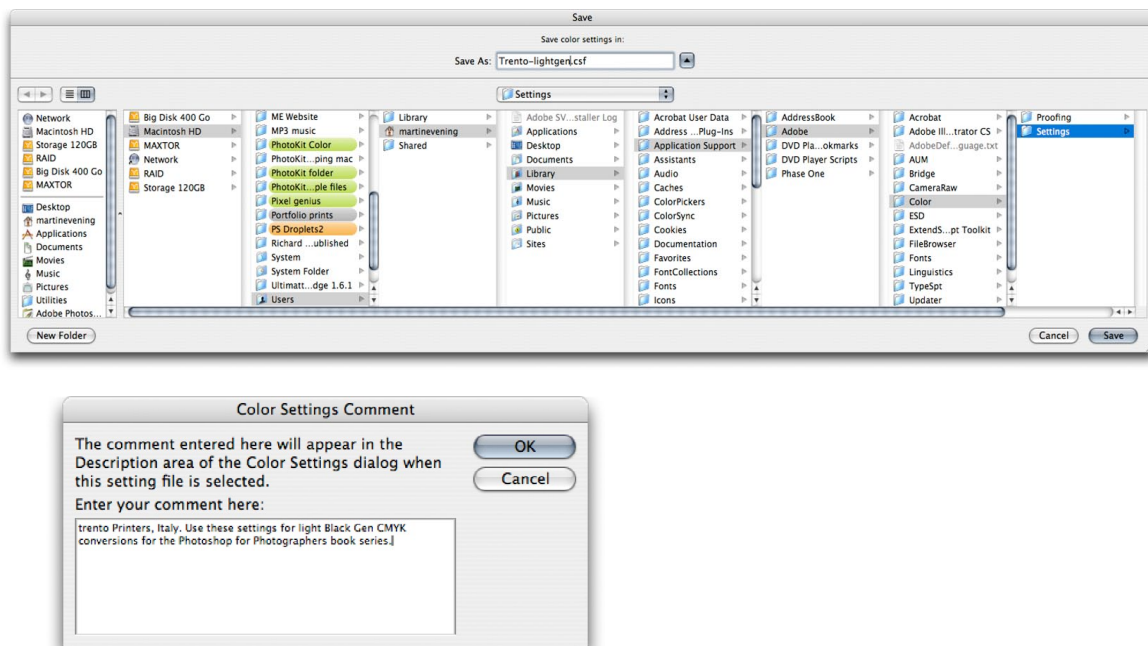 Save
Save color settings in:
Save As: Trento-lightgen.csf
Settings
Network
Macintosh HD
Storage 120GB
RAID
Big Disk 400 Go
MAXTOR
Desktop
martinevening
Applications
Documents
Movies
Music
Pictures
Utilities
Adobe Photos...
Big Disk 400 Go
Macintosh HD
MAXTOR
Network
RAID
Storage 120GB
ME Website
MP3 music
PhotoKit Color
PhotoKit...ping mac
PhotoKit folder
PhotoKit...ple files
Pixel genius
Portfolio prints
PS Droplets2
Richard ...ublished
System
System Folder
Ultimatt...dge 1.6.1
Users
Library
martinevening
Shared
Adobe SV...staller Log
Applications
Desktop
Documents
Library
Movies
Music
Pictures
Public
Sites
Acrobat User Data
Address ...Plug-Ins
Application Support
Assistants
Audio
Caches
ColorPickers
ColorSync
Cookies
Documentation
Favorites
FontCollections
Fonts
Icons
AddressBook
Adobe
DVD Pla...okmarks
DVD Player Scripts
Phase One
Acrobat
Adobe Ill...trator CS
AdobeDef...guage.txt
AUM
Bridge
CameraRaw
Color
ESD
ExtendS...pt Toolkit
FileBrowser
Fonts
Linguistics
TypeSpt
Updater
Proofing
Settings
New Folder
Cancel
Save
Color Settings Comment
The comment entered here will appear in the
Description area of the Color Settings dialog when
this setting file is selected.
Enter your comment here:
trento Printers, Italy. Use these settings for light Black Gen CMYK
conversions for the Photoshop for Photographers book series.
OK
Cancel